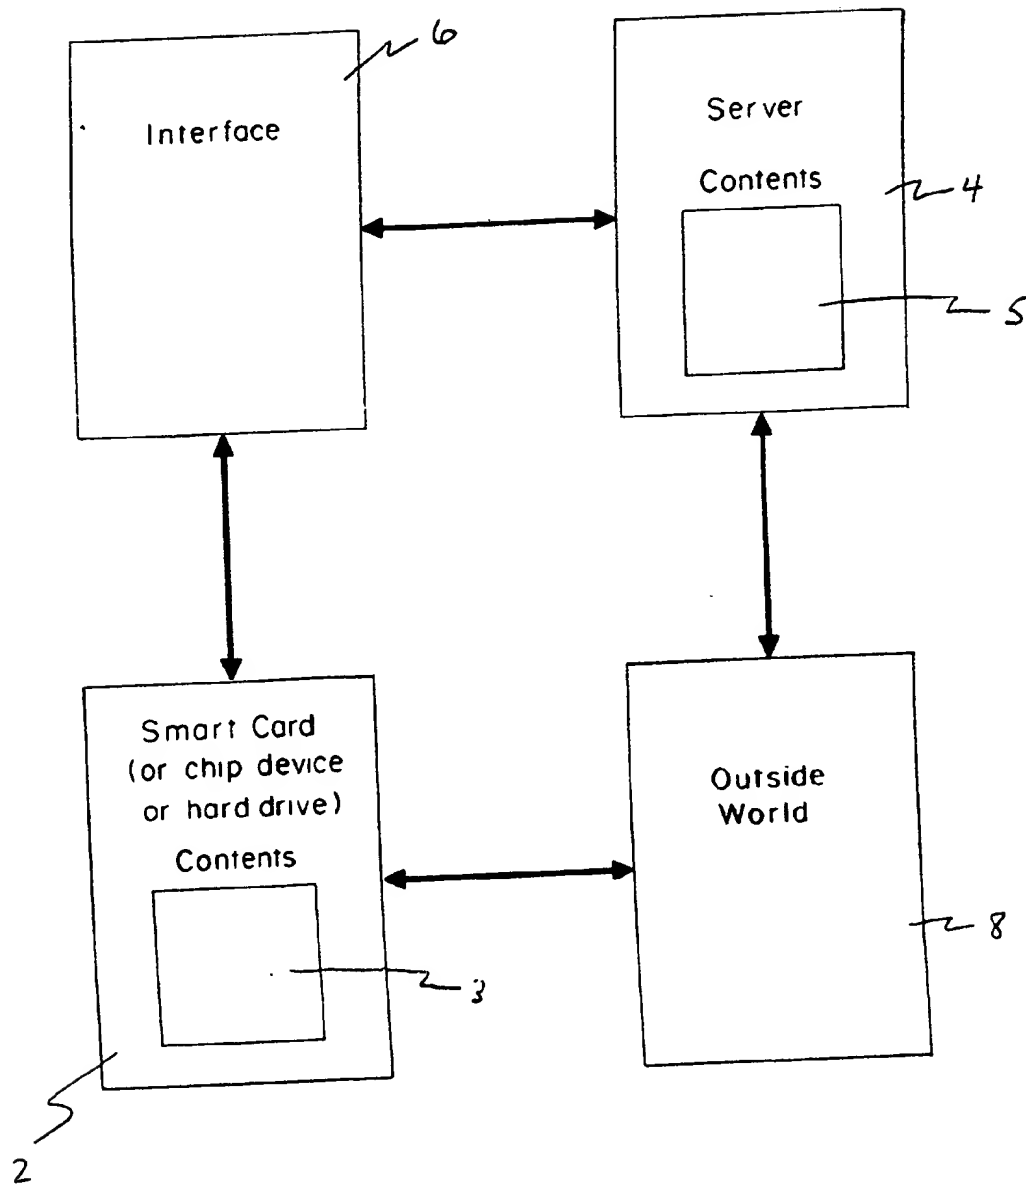 6
Interface
Server
Contents
4
5
Smart Card
(or chip device
or hard drive)
Contents
3
Outside
World
8
2